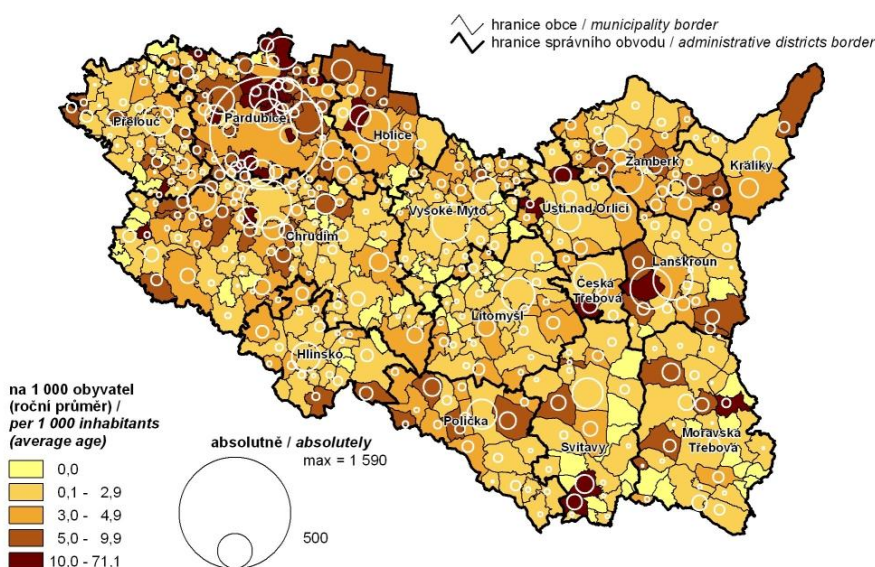 hranice obce / municipality border
hranice správního obvodu / administrative districts border
Pardubice
Přelouč
Holice
Žamberk
Králíky
Vysoké Mýto
Ústí nad Orlicí
Chrudim
Lanškroun
Česká
Třebová
Litomyšl
Hlinsko
Polička
Svitavy
Moravská
Třebová
na 1 000 obyvatel
(roční průměr) /
per 1 000 inhabitants
(average age)
0,0
0,1 - 2,9
3,0 - 4,9
5,0 - 9,9
10,0 - 71,1
absolutně / absolutely
max = 1 590
500